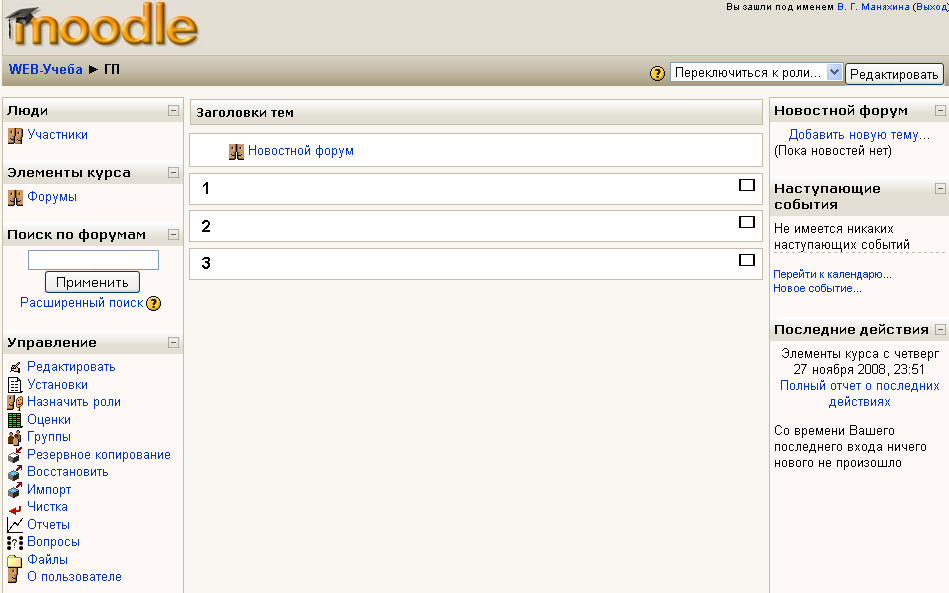 moodle
Вы зашли под именем В. Г. Маняхина (Выход)
WEB-Учеба ► ГП
Переключиться к роли...
Редактировать
Люди
Участники
Элементы курса
Форумы
Поиск по форумам
Применить
Расширенный поиск
Управление
Редактировать
Установки
Назначить роли
Оценки
Группы
Резервное копирование
Восстановить
Импорт
Чистка
Отчеты
Вопросы
Файлы
О пользователе
Заголовки тем
Новостной форум
1
2
3
Новостной форум
Добавить новую тему...
(Пока новостей нет)
Наступающие
события
Не имеется никаких
наступающих событий
Перейти к календарю...
Новое событие...
Последние действия
Элементы курса с четверг
27 ноября 2008, 23:51
Полный отчет о последних
действиях
Со времени Вашего
последнего входа ничего
нового не произошло